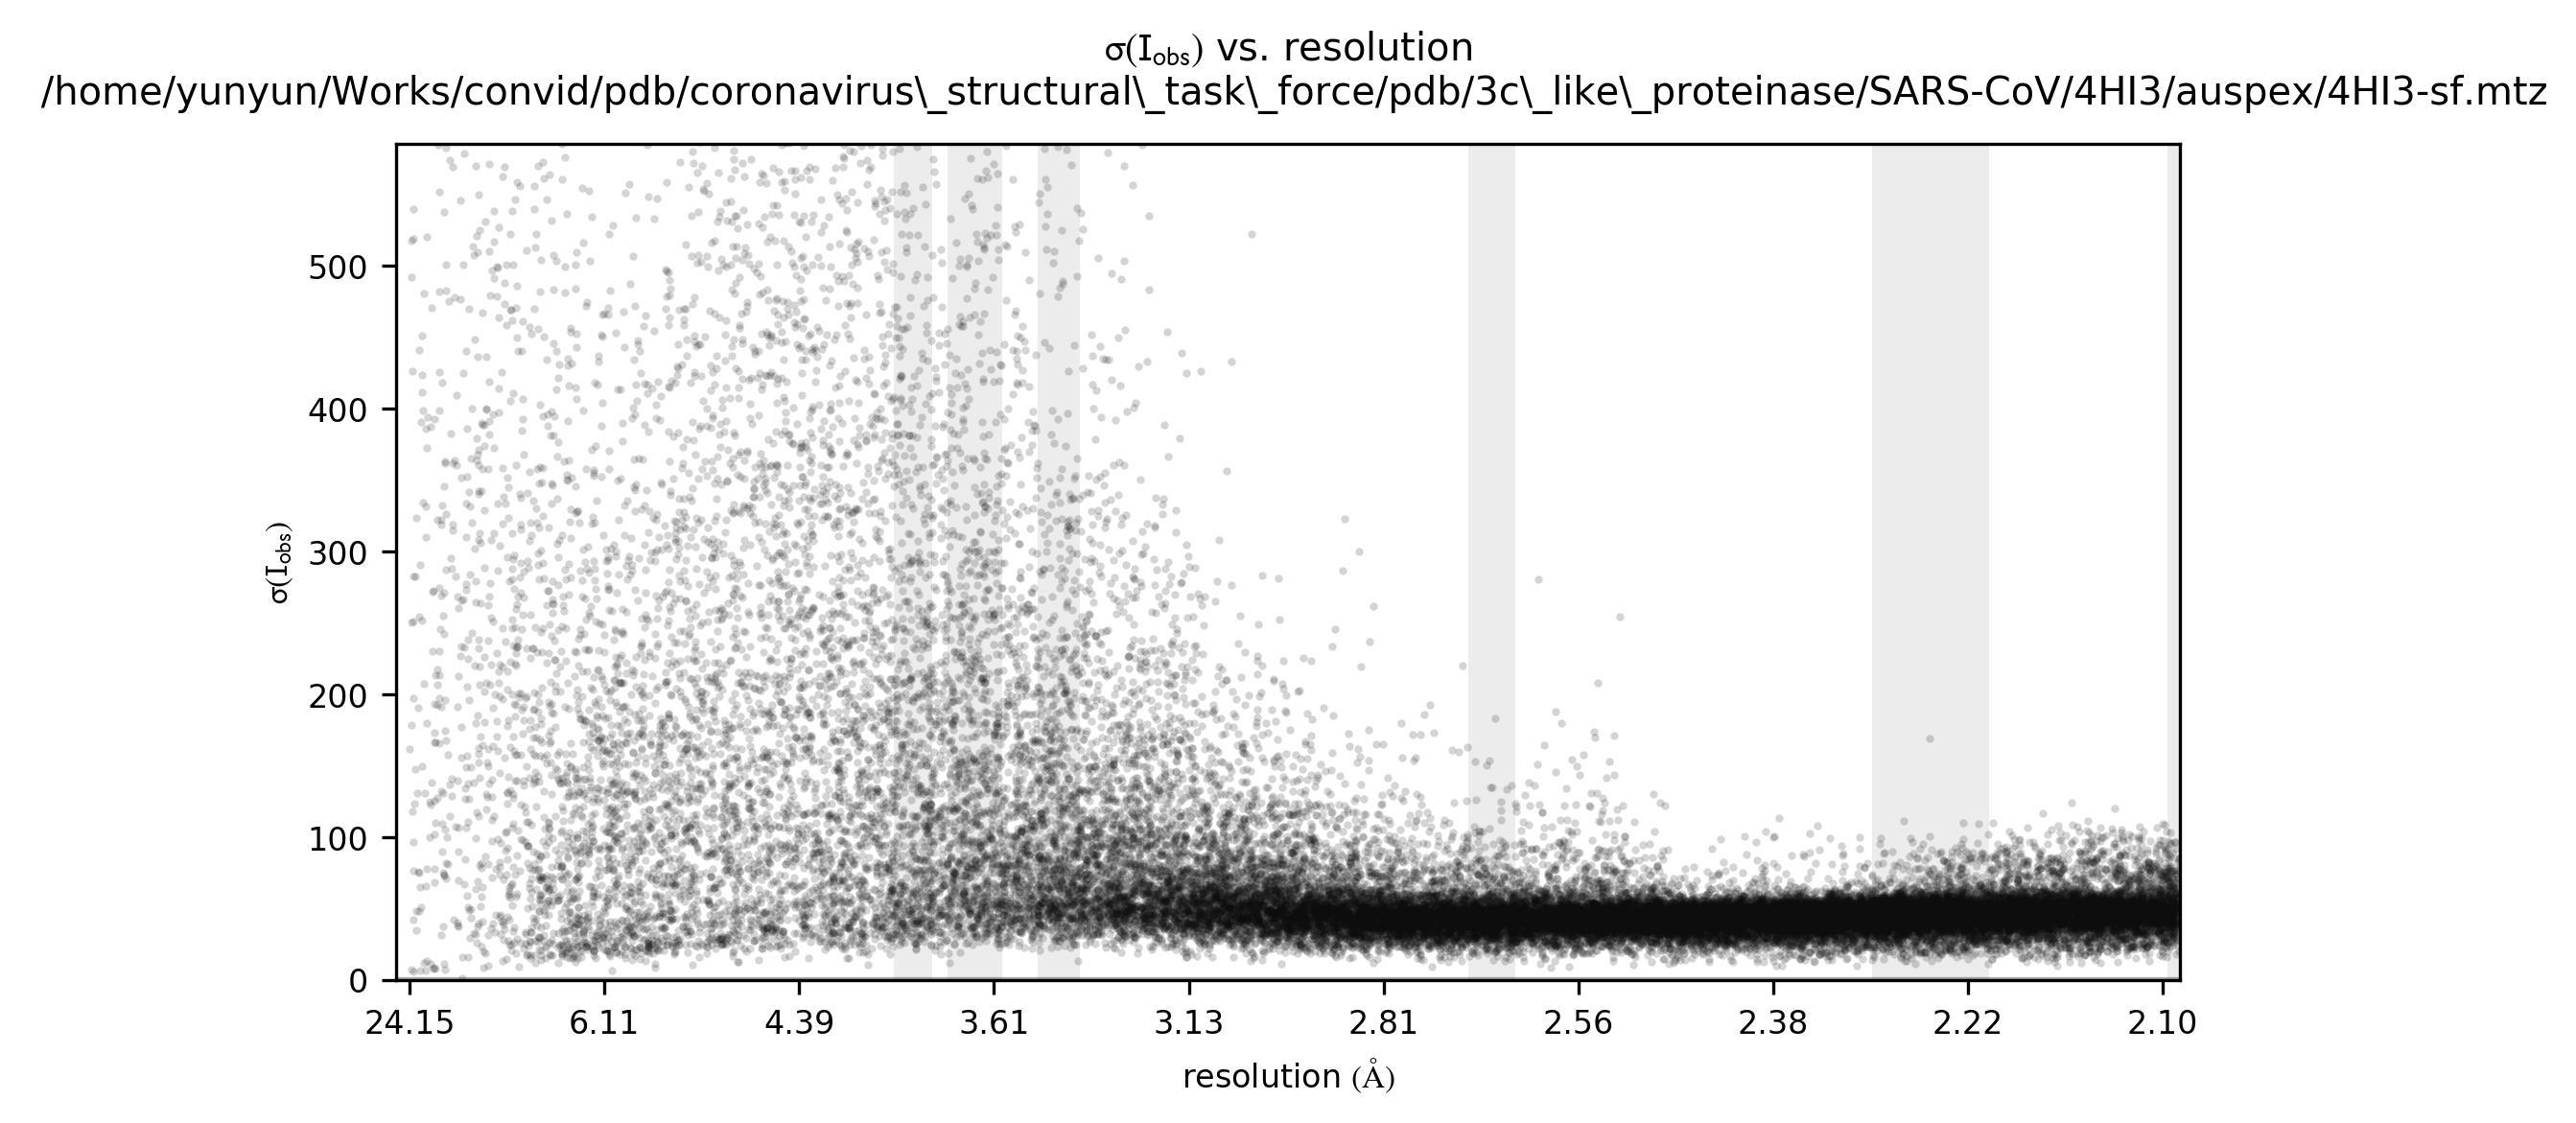 σ(Iobs) vs. resolution
/home/yunyun/Works/convid/pdb/coronavirus\_structural\_task\_force/pdb/3c\_like\_proteinase/SARS-CoV/4HI3/auspex/4HI3-sf.mtz
σ(Iobs)
500
400
300
200
100
0
24.15 6.11 4.39 3.61 3.13 2.81 2.56 2.38 2.22 2.10
resolution (Å)